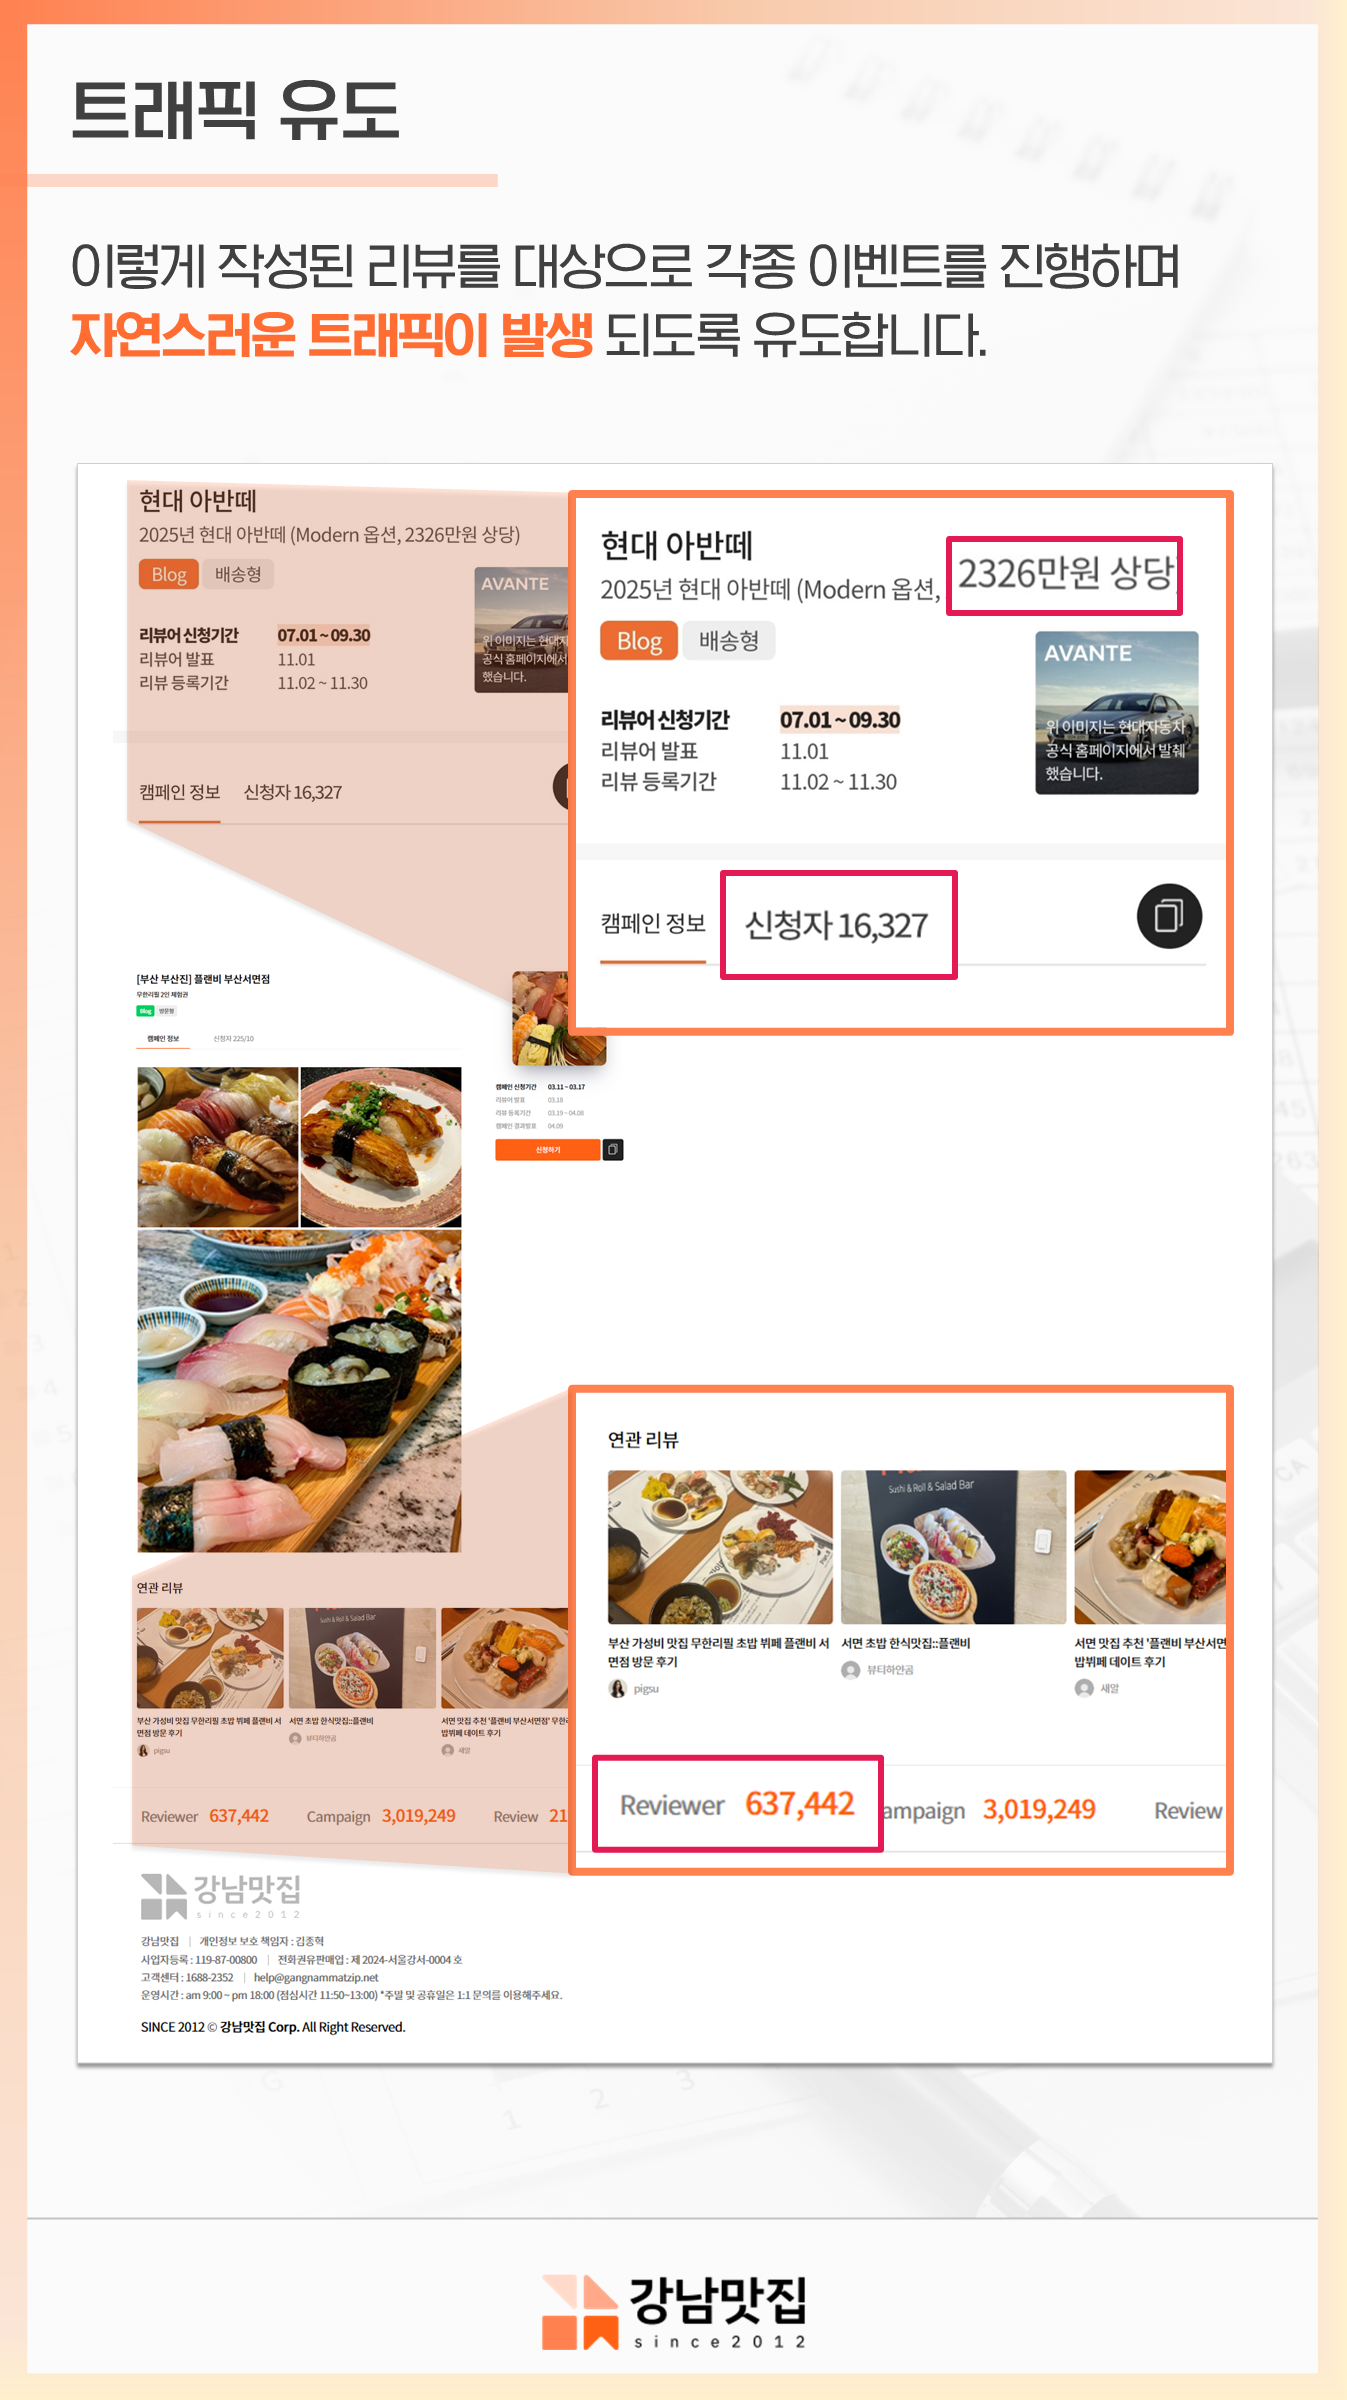 트래픽 유도
이렇게 작성된 리뷰를 대상으로 각종 이벤트를 진행하며
자연스러운 트래픽이 발생 되도록 유도합니다.
현대 아반떼
2025년 현대 아반떼 (Modern 옵션, 2326만원 상당)
Blog 배송형
AVANTE
위 이미지는 현대자
공식 홈페이지에서
했습니다.
리뷰어 신청기간 07.01 ~ 09.30
리뷰어 발표 11.01
리뷰 등록기간 11.02 ~ 11.30
캠페인 정보 신청자 16,327
현대 아반떼
2025년 현대 아반떼 (Modern 옵션, 2326만원 상당
Blog 배송형
AVANTE
위 이미지는 현대자동차
공식 홈페이지에서 발췌
했습니다.
리뷰어 신청기간 07.01 ~ 09.30
리뷰어 발표 11.01
리뷰 등록기간 11.02 ~ 11.30
캠페인 정보 신청자 16,327
[부산 부산진] 플랜비 부산서면점
무한리필 2인 체험권
Blog 방문형
캠페인 정보 신청자 225/10
캠페인 신청기간 03.11 ~ 03.17
리뷰어 발표 03.18
리뷰 등록기간 03.19 ~ 04.08
캠페인 결과발표 04.09
신청하기
연관 리뷰
Sushi & Roll & Salad Bar
부산 가성비 맛집 무한리필 초밥 뷔페 플랜비 서
면점 방문 후기
pigsu
서면 초밥 한식맛집::플랜비
뷰티하얀곰
서면 맛집 추천 '플랜비 부산서면점' 무한리
밥뷔페 데이트 후기
새알
Reviewer 637,442 Campaign 3,019,249 Review 21
연관 리뷰
Sushi & Roll & Salad Bar
부산 가성비 맛집 무한리필 초밥 뷔페 플랜비 서
면점 방문 후기
pigsu
서면 초밥 한식맛집::플랜비
뷰티하얀곰
서면 맛집 추천 '플랜비 부산서면
밥뷔페 데이트 후기
새알
Reviewer 637,442 ampaign 3,019,249 Review
강남맛집
since2012
강남맛집 | 개인정보 보호 책임자 : 김종혁
사업자등록 : 119-87-00800 | 전화권유판매업 : 제 2024-서울강서-0004 호
고객센터 : 1688-2352 | help@gangnammatzip.net
운영시간 : am 9:00 ~ pm 18:00 (점심시간 11:50~13:00) *주말 및 공휴일은 1:1 문의를 이용해주세요.
SINCE 2012 © 강남맛집 Corp. All Right Reserved.
강남맛집
since2012